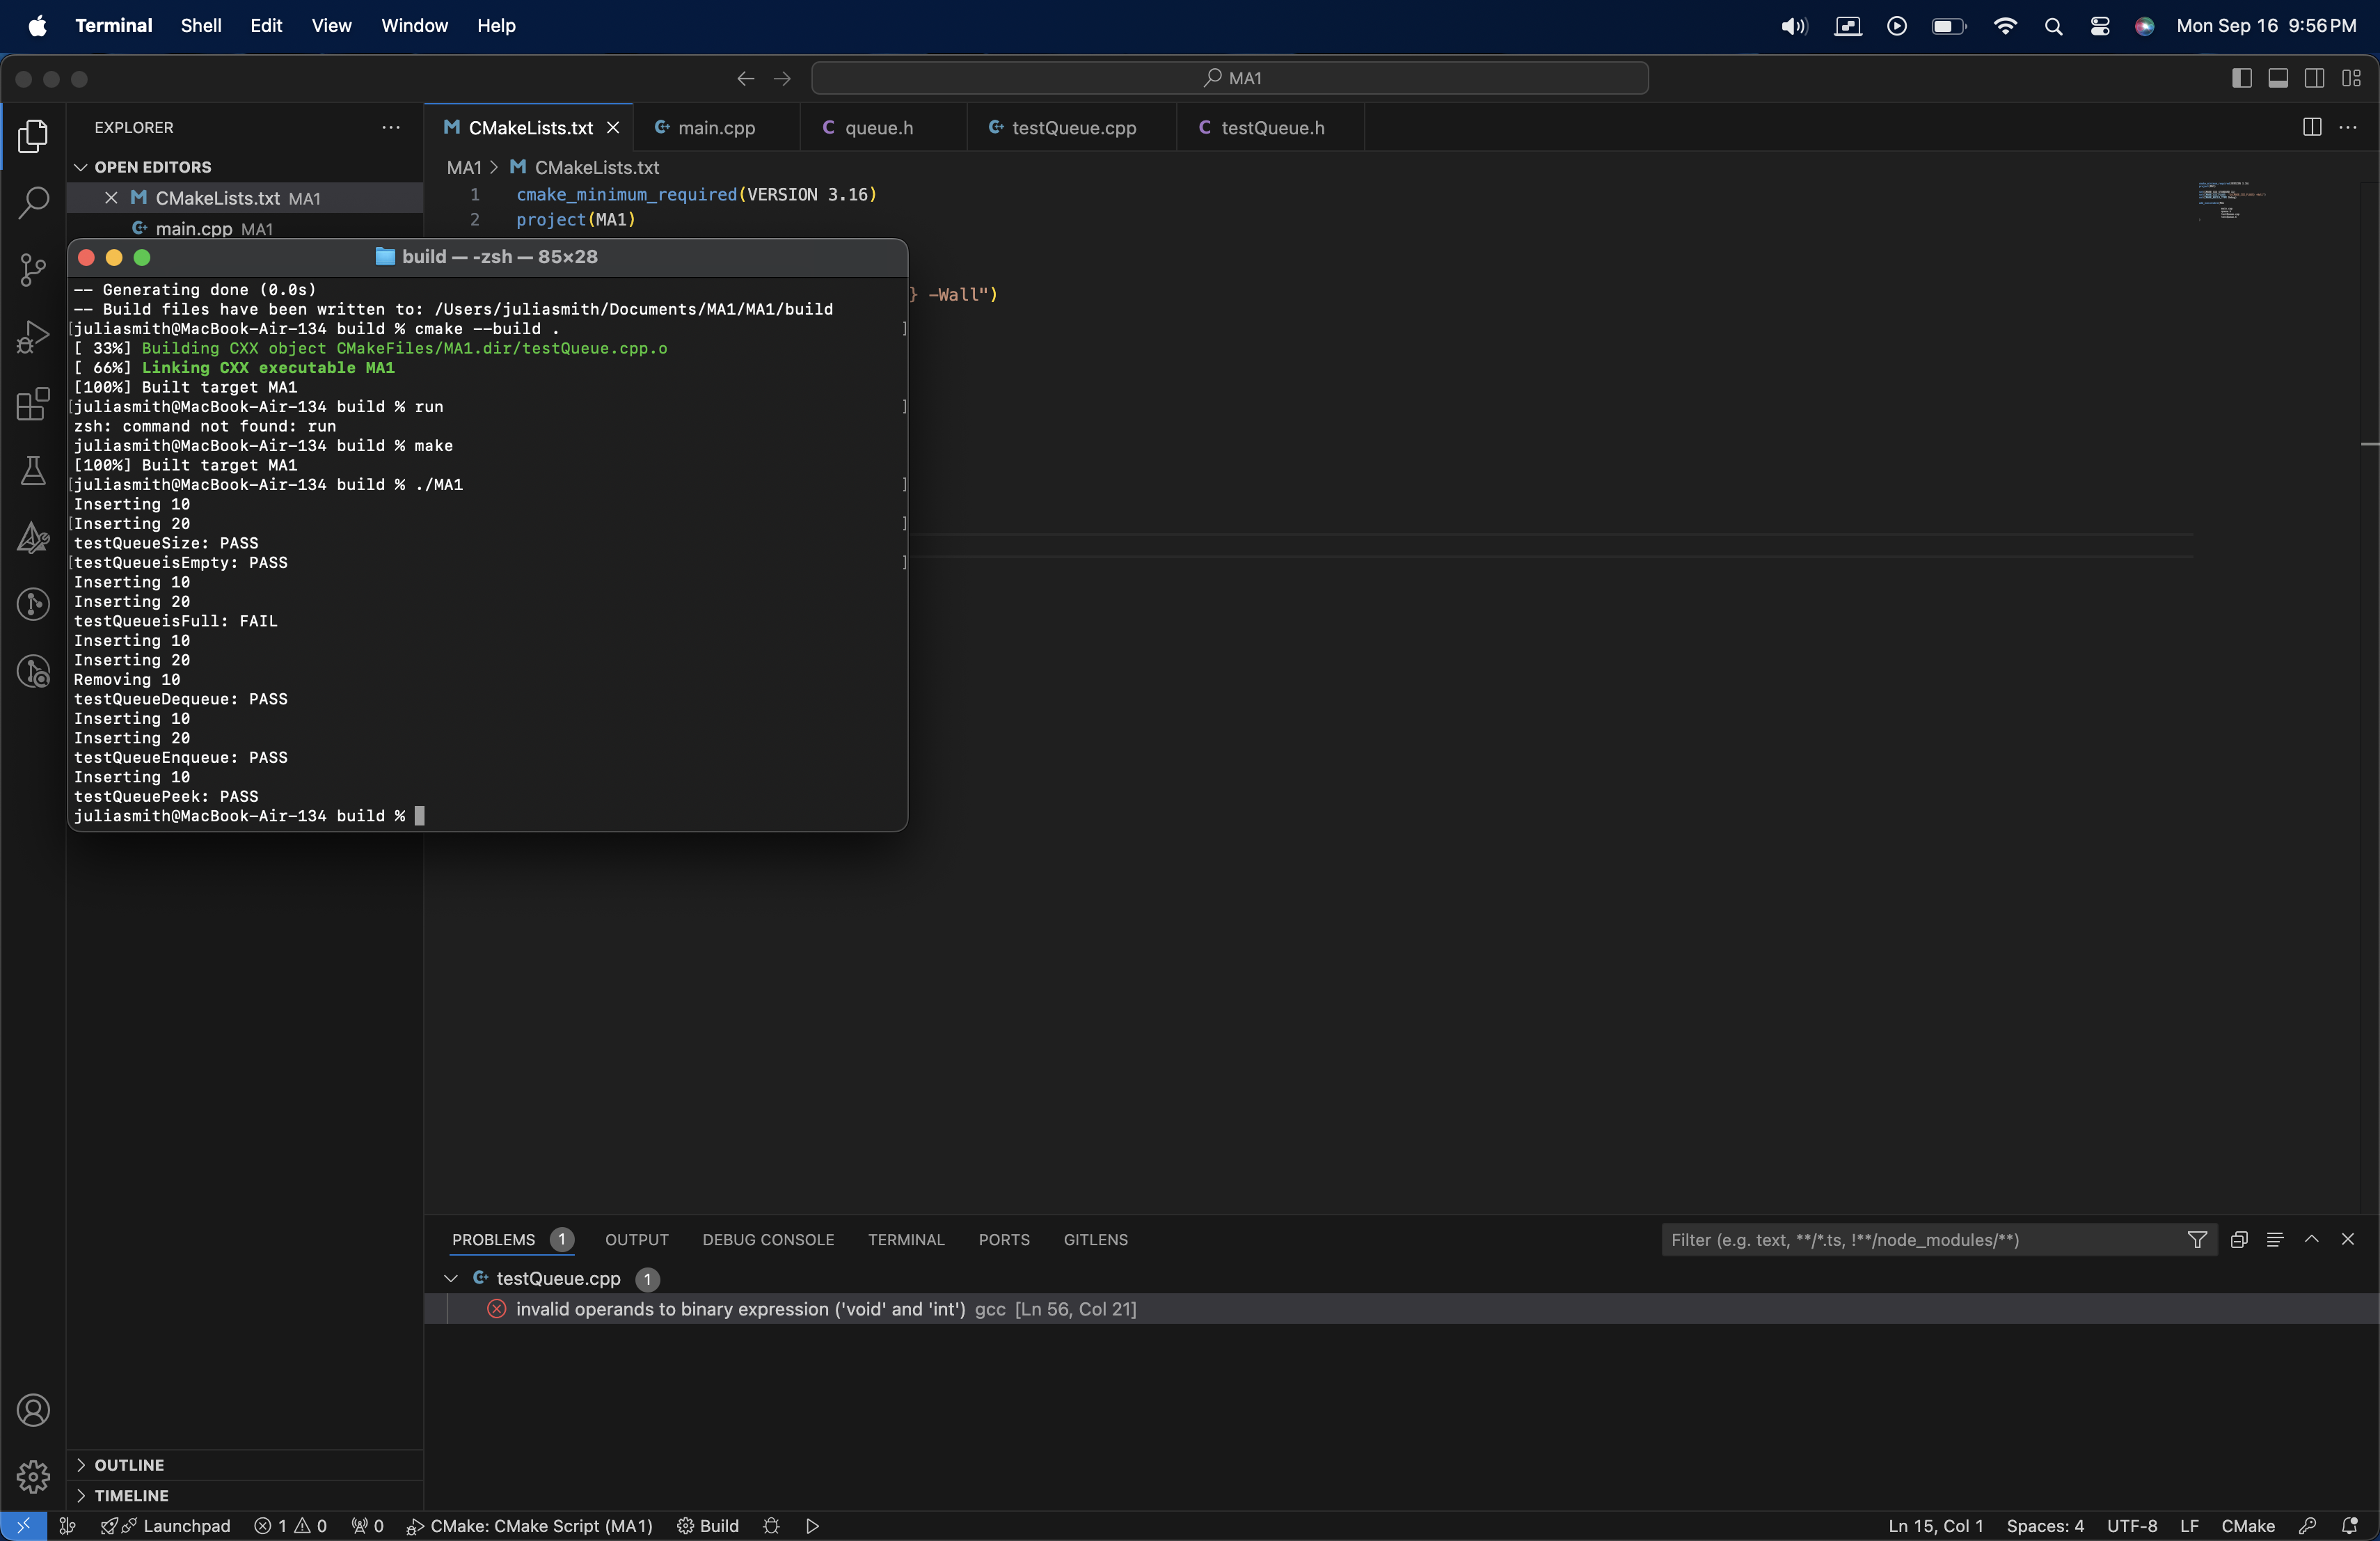 Terminal Shell Edit View Window Help Mon Sep 16 9:56 PM
MA1
EXPLORER
CMakeLists.txt main.cpp queue.h testQueue.cpp testQueue.h
OPEN EDITORS
MA1 > CMakeLists.txt
CMakeLists.txt MA1
1 cmake_minimum_required(VERSION 3.16)
2 project(MA1)
main.cpp MA1
} -Wall")
build — -zsh — 85×28
-- Generating done (0.0s)
-- Build files have been written to: /Users/juliasmith/Documents/MA1/MA1/build
[juliasmith@MacBook-Air-134 build % cmake --build . ]
[ 33%] Building CXX object CMakeFiles/MA1.dir/testQueue.cpp.o
[ 66%] Linking CXX executable MA1
[100%] Built target MA1
[juliasmith@MacBook-Air-134 build % run ]
zsh: command not found: run
juliasmith@MacBook-Air-134 build % make
[100%] Built target MA1
[juliasmith@MacBook-Air-134 build % ./MA1 ]
Inserting 10
[Inserting 20 ]
testQueueSize: PASS
[testQueueisEmpty: PASS ]
Inserting 10
Inserting 20
testQueueisFull: FAIL
Inserting 10
Inserting 20
Removing 10
testQueueDequeue: PASS
Inserting 10
Inserting 20
testQueueEnqueue: PASS
Inserting 10
testQueuePeek: PASS
juliasmith@MacBook-Air-134 build %
PROBLEMS 1 OUTPUT DEBUG CONSOLE TERMINAL PORTS GITLENS Filter (e.g. text, **/*.ts, !**/node_modules/**)
testQueue.cpp 1
invalid operands to binary expression ('void' and 'int') gcc [Ln 56, Col 21]
OUTLINE
TIMELINE
Launchpad 1 0 0 CMake: CMake Script (MA1) Build Ln 15, Col 1 Spaces: 4 UTF-8 LF CMake